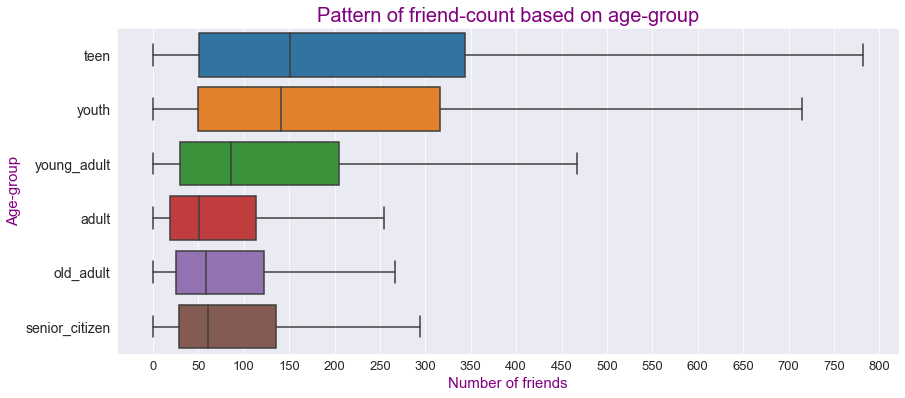 Pattern of friend-count based on age-group
Age-group
teen
youth
young_adult
adult
old_adult
senior_citizen
0 50 100 150 200 250 300 350 400 450 500 550 600 650 700 750 800
Number of friends